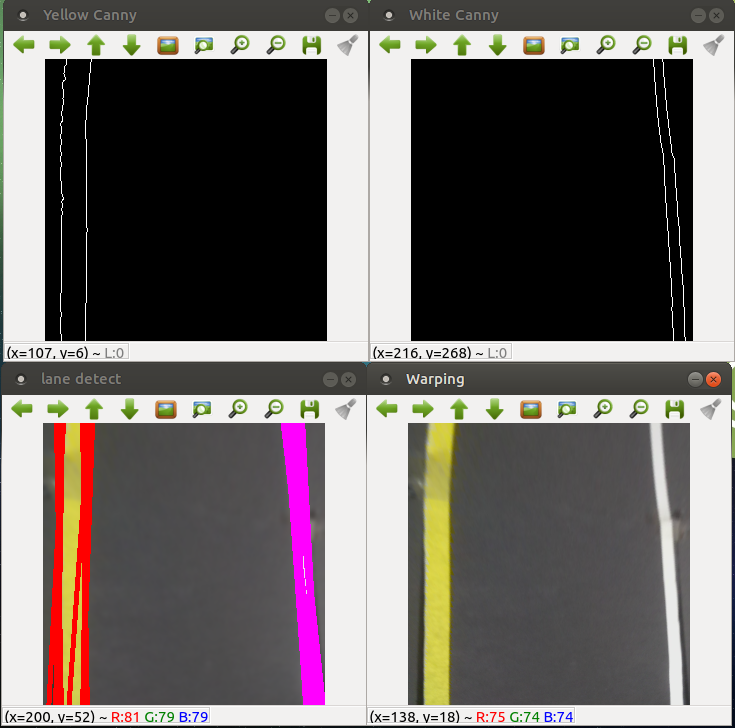 Yellow Canny
White Canny
(x=107, y=6) ~ L:0
(x=216, y=268) ~ L:0
lane detect
Warping
(x=200, y=52) ~ R:81 G:79 B:79
(x=138, y=18) ~ R:75 G:74 B:74